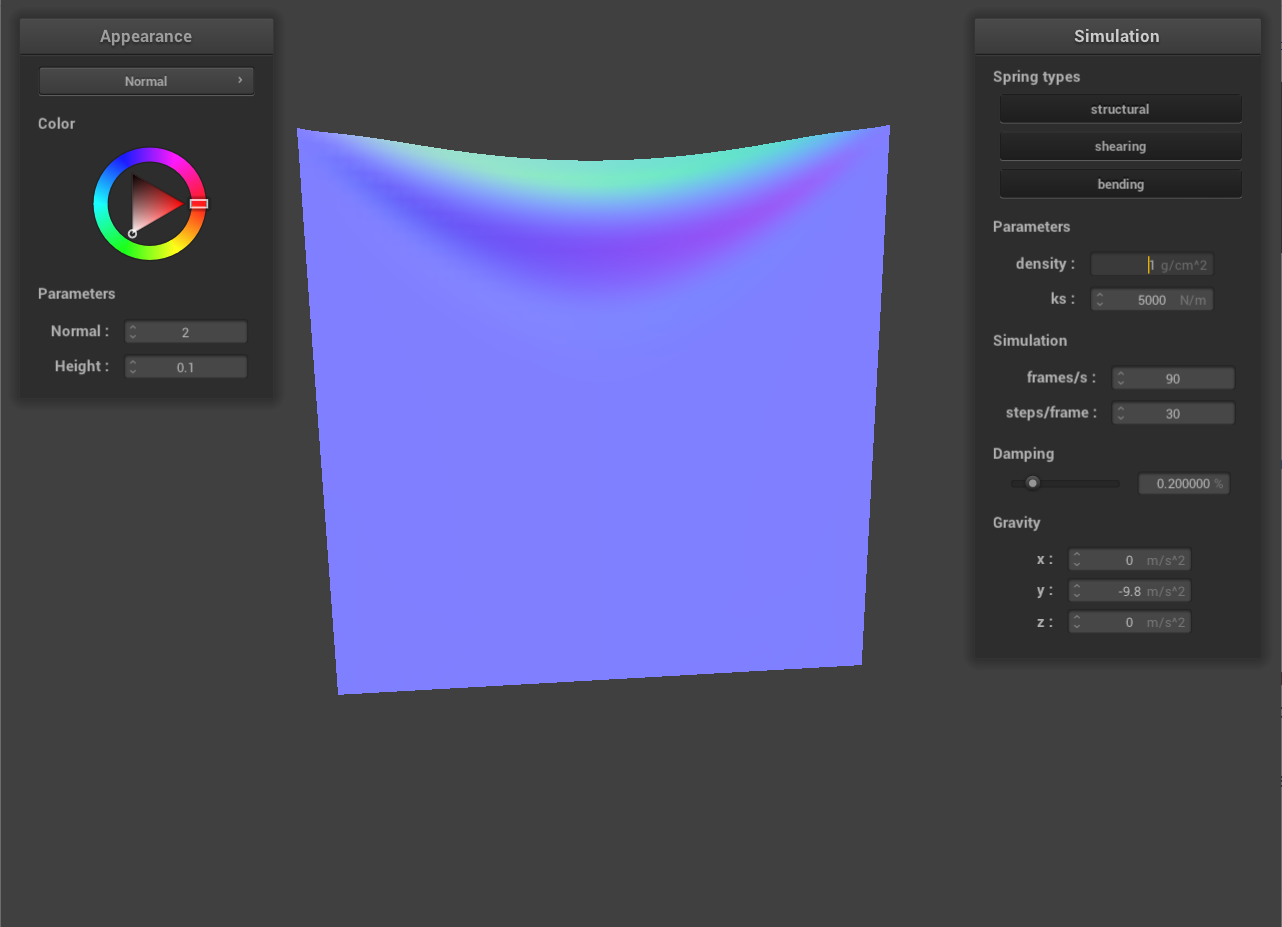 Appearance
Normal
Color
Parameters
Normal : 2
Height : 0.1
Simulation
Spring types
structural
shearing
bending
Parameters
density : 1 g/cm^2
ks : 5000 N/m
Simulation
frames/s : 90
steps/frame : 30
Damping
0.200000 %
Gravity
x : 0 m/s^2
y : -9.8 m/s^2
z : 0 m/s^2